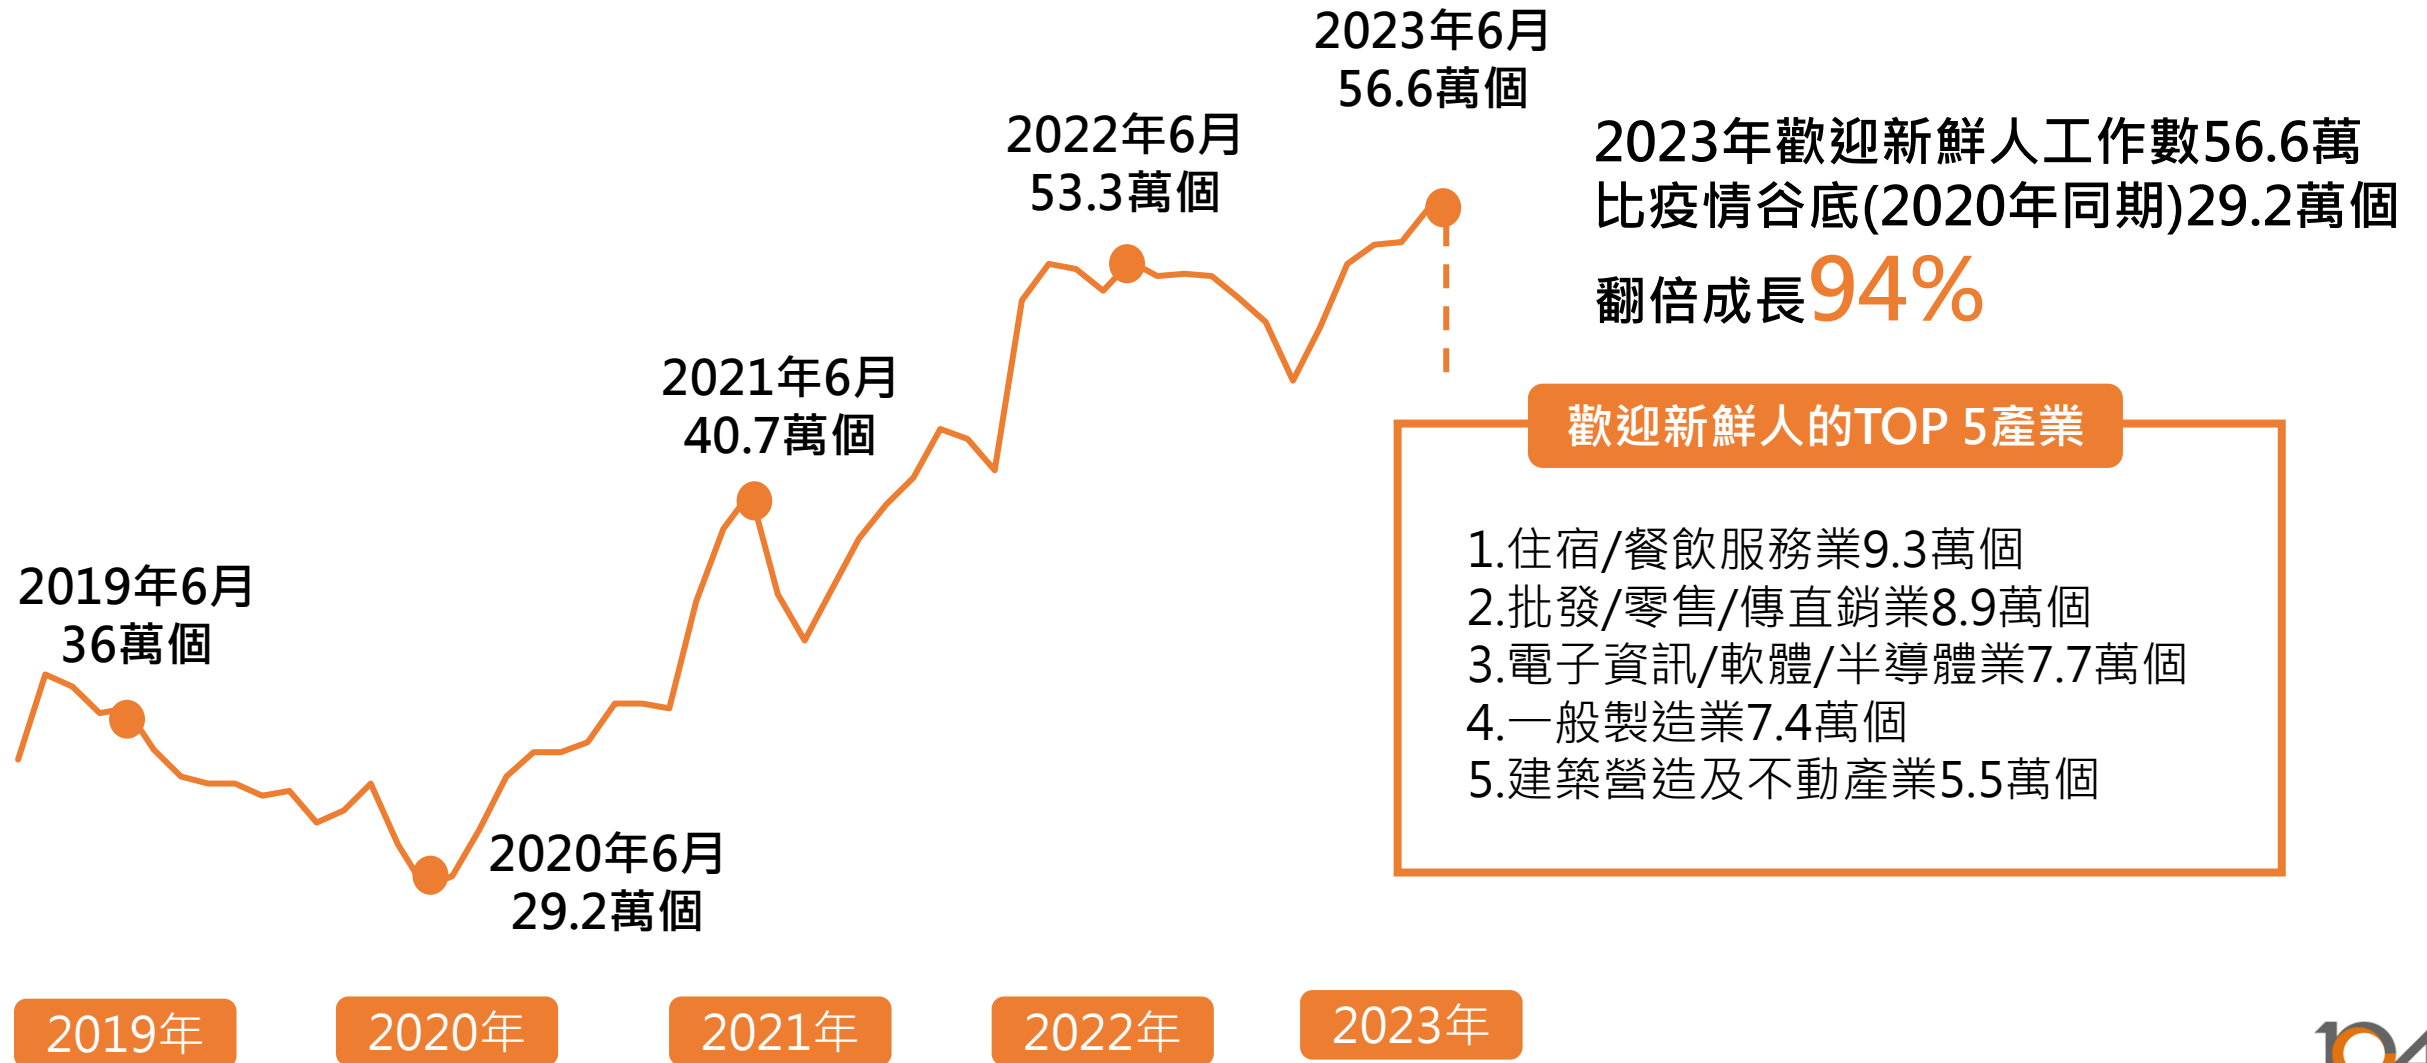 2023年6月
56.6萬個
2022年6月
53.3萬個
2023年歡迎新鮮人工作數56.6萬
比疫情谷底(2020年同期)29.2萬個
翻倍成長94%
2021年6月
40.7萬個
歡迎新鮮人的TOP 5產業
1.住宿/餐飲服務業9.3萬個
2.批發/零售/傳直銷業8.9萬個
3.電子資訊/軟體/半導體業7.7萬個
4.一般製造業7.4萬個
5.建築營造及不動產業5.5萬個
2019年6月
36萬個
2020年6月
29.2萬個
2019年
2020年
2021年
2022年
2023年